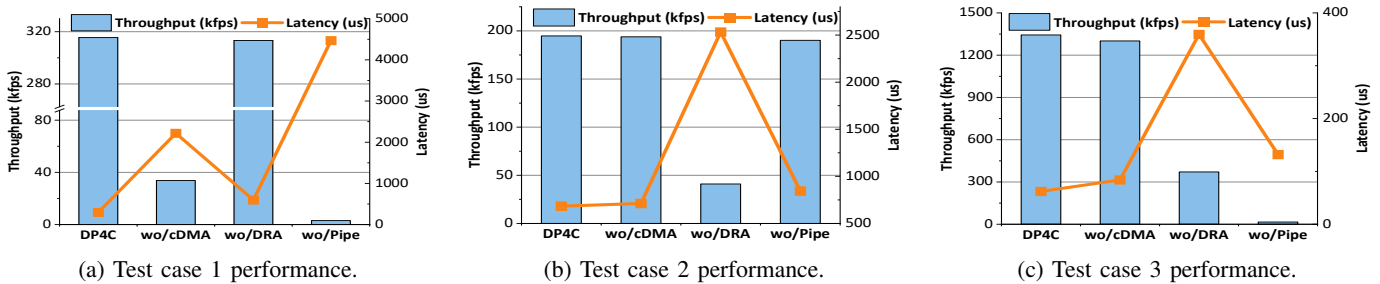 Throughput (kfps) Latency (us)
320
280
80
40
0
Throughput (kfps)
5000
4000
3000
2000
1000
0
Latency (us)
DP4C wo/cDMA wo/DRA wo/Pipe
(a) Test case 1 performance.
Throughput (kfps) Latency (us)
200
175
150
125
100
75
50
25
0
Throughput (kfps)
2500
2000
1500
1000
500
Latency (us)
DP4C wo/cDMA wo/DRA wo/Pipe
(b) Test case 2 performance.
Throughput (kfps) Latency (us)
1500
1200
900
600
300
0
Throughput (kfps)
400
200
0
Latency (us)
DP4C wo/cDMA wo/DRA wo/Pipe
(c) Test case 3 performance.